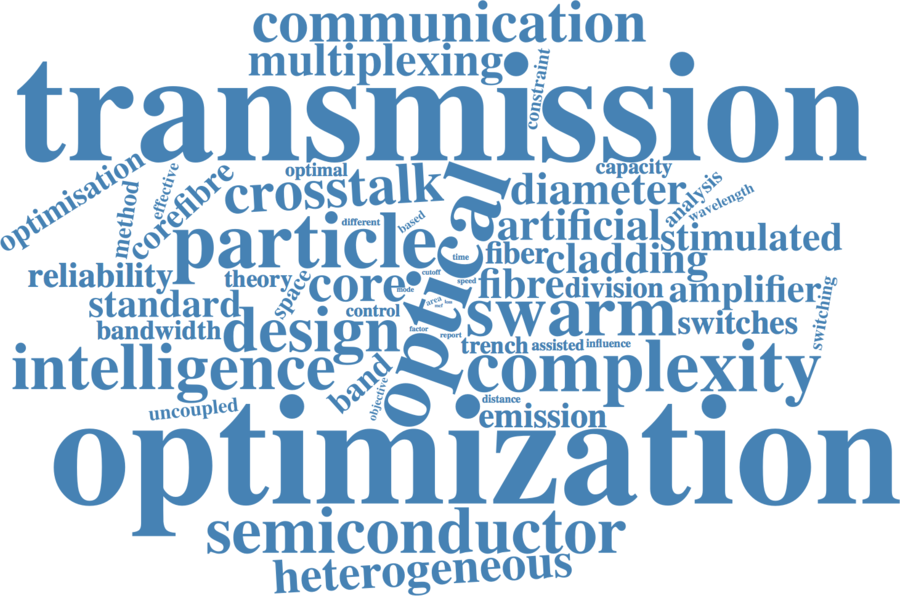 communication
multiplexing
constraint
transmission
optimisation
method
effective
corefibre
optimal
crosstalk
capacity
diameter
analysis
wavelength
optical
different
based
particle
artificial
stimulated
time
fiber
cladding
reliability
theory
space
core
mode
cutoff
speed
fibre
division
amplifier
switching
standard
control
area
bandwidth
design
factor
report
swarm
switches
trench
assisted
influence
intelligence
band
objective
complexity
uncoupled
distance
emission
optimization
semiconductor
heterogeneous